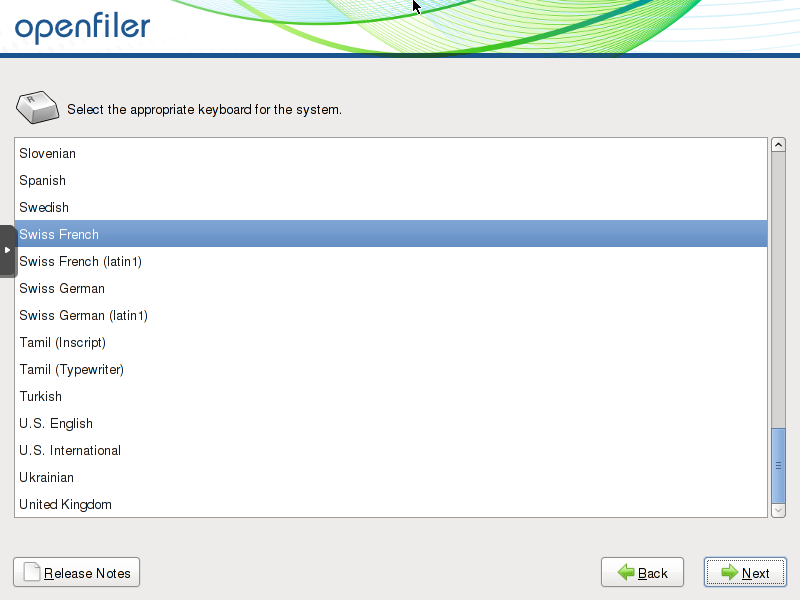 openfiler
R
Select the appropriate keyboard for the system.
Slovenian
Spanish
Swedish
Swiss French
Swiss French (latin1)
Swiss German
Swiss German (latin1)
Tamil (Inscript)
Tamil (Typewriter)
Turkish
U.S. English
U.S. International
Ukrainian
United Kingdom
Release Notes
Back
Next